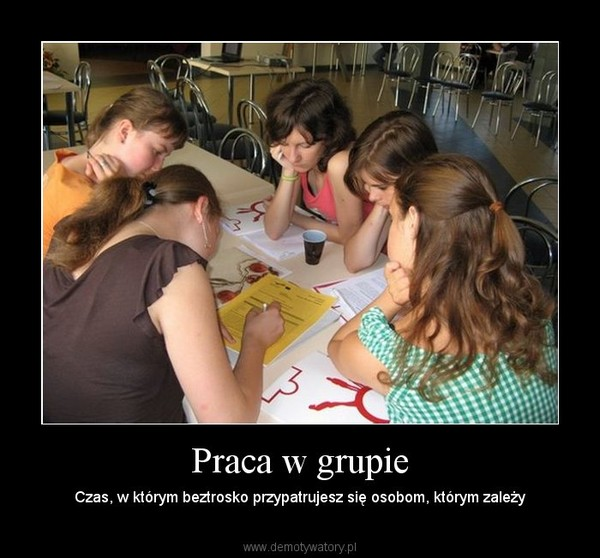 Praca w grupie
Czas, w którym beztrosko przypatrujesz się osobom, którym zależy
www.demotywatory.pl